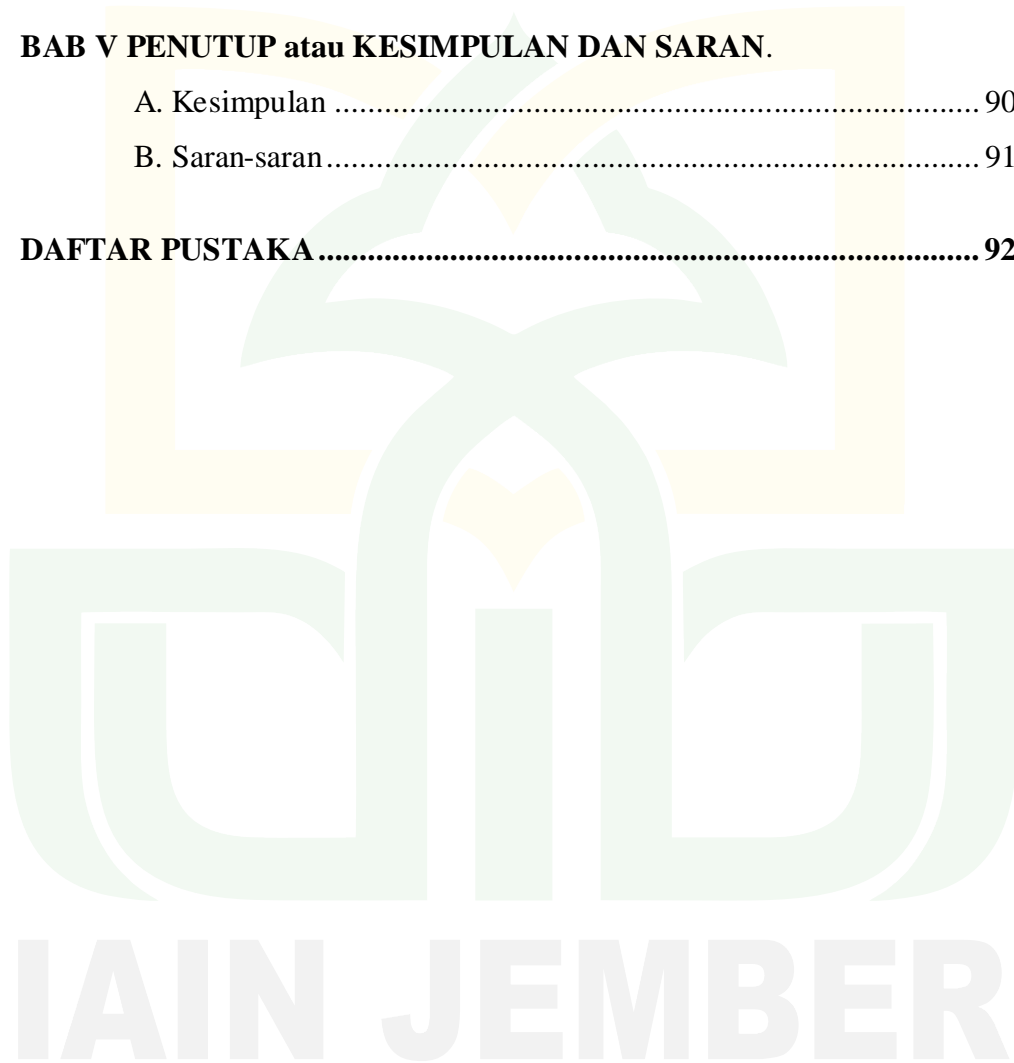 BAB V PENUTUP atau KESIMPULAN DAN SARAN.
A. Kesimpulan ............................................................................... 90
B. Saran-saran ................................................................................ 91
DAFTAR PUSTAKA ................................................................................ 92
IAIN JEMBER